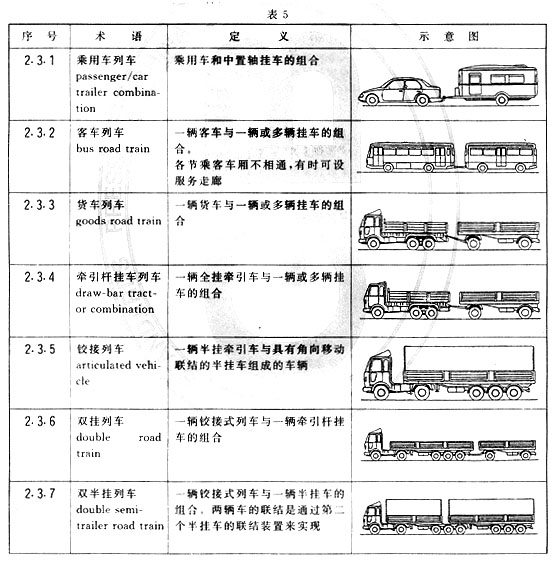 表 5
序 号 术 语 定 义 示 意 图
2·3·1 乘用车列车 乘用车和中置轴挂车的组合
passenger/car
trailer combina-
tion
2·3·2 客车列车 一辆客车与一辆或多辆挂车的组
bus road train 合。
各节乘客车厢不相通，有时可设
服务走廊
2·3·3 货车列车 一辆货车与一辆或多辆挂车的组
goods road train 合
2·3·4 牵引杆挂车列车 一辆全挂牵引车与一辆或多辆挂
draw-bar tract- 车的组合
or combination
2·3·5 铰接列车 一辆半挂牵引车与具有角向移动
articulated vehi- 联结的半挂车组成的车辆
cle
2·3·6 双挂列车 一辆铰接式列车与一辆牵引杆挂
double road 车的组合
train
2·3·7 双半挂列车 一辆铰接式列车与一辆半挂车的
double semi- 组合。两辆车的联结是通过第二
trailer road train 个半挂车的联结装置来实现